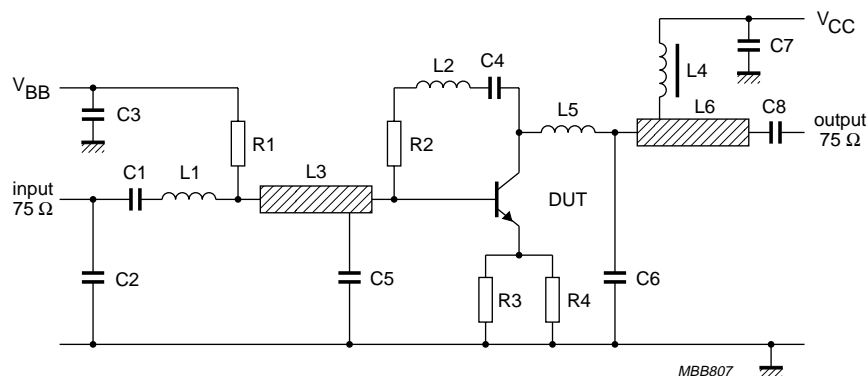 VCC
C7
L4
C4
L2
VBB
C3
L5
L6
C8
output
75 Ω
R1
R2
C1
L1
L3
input
75 Ω
DUT
C2
C5
R3
R4
C6
MBB807